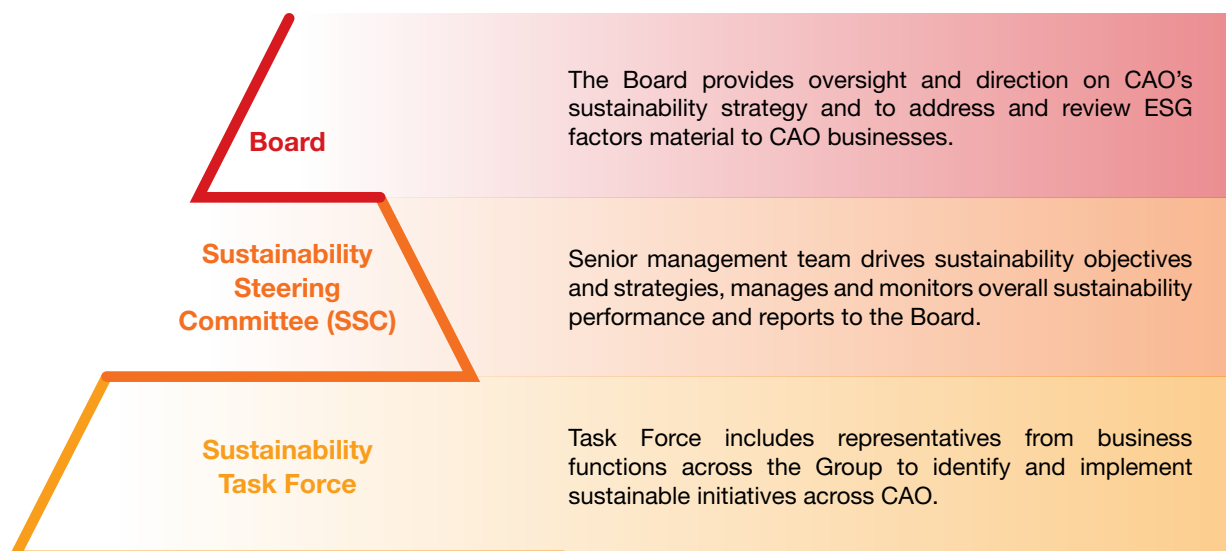 Board
The Board provides oversight and direction on CAO's
sustainability strategy and to address and review ESG
factors material to CAO businesses.
Sustainability
Steering
Committee (SSC)
Senior management team drives sustainability objectives
and strategies, manages and monitors overall sustainability
performance and reports to the Board.
Sustainability
Task Force
Task Force includes representatives from business
functions across the Group to identify and implement
sustainable initiatives across CAO.